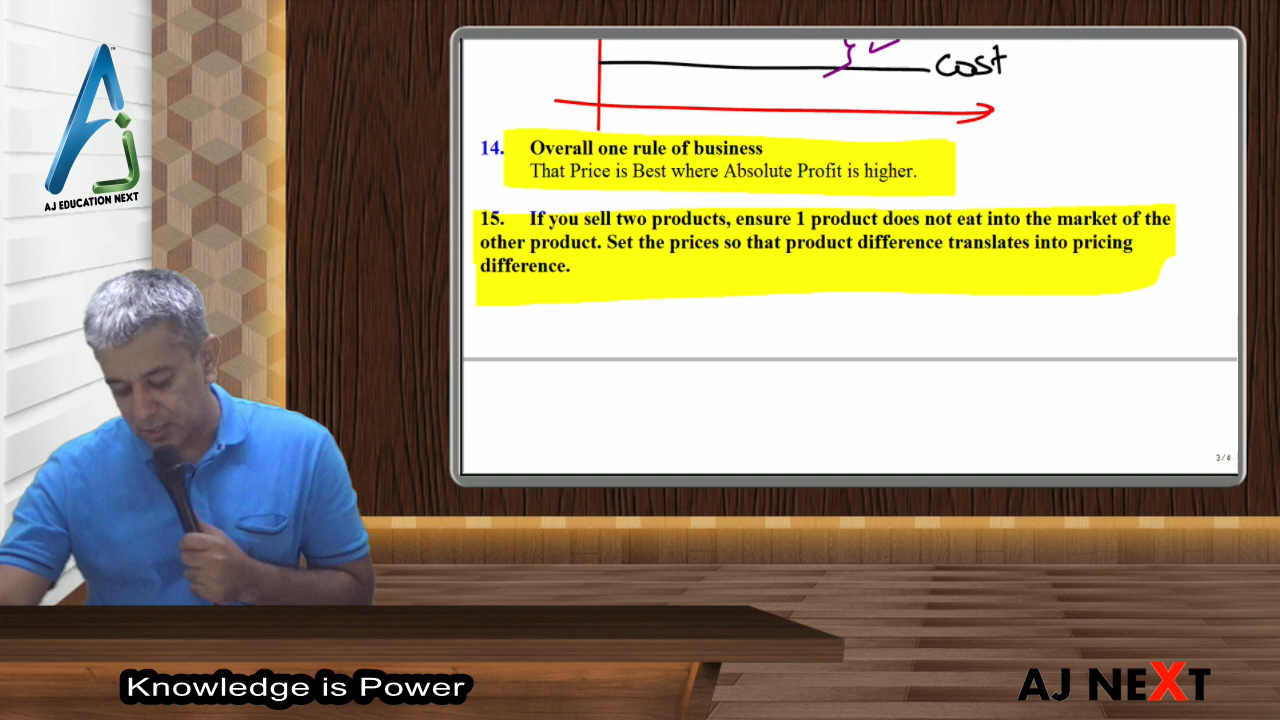 cost
14. Overall one rule of business
That Price is Best where Absolute Profit is higher.
15. If you sell two products, ensure 1 product does not eat into the market of the
other product. Set the prices so that product difference translates into pricing
difference.
3/4
AJ EDUCATION NEXT
Knowledge is Power
AJ NEXT